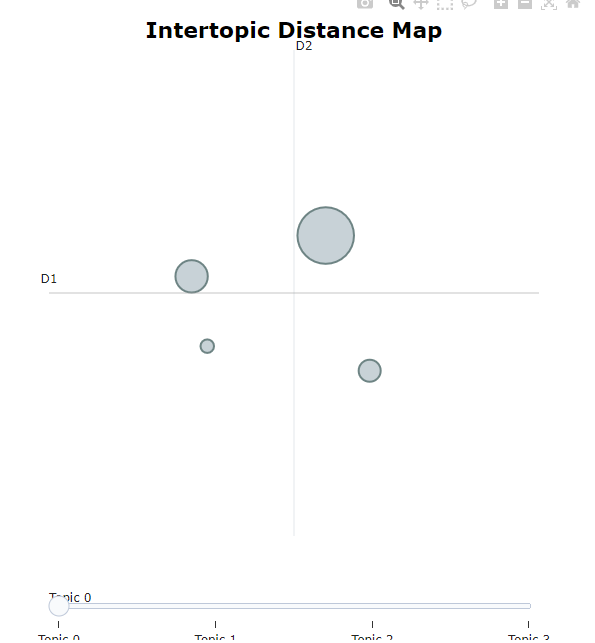 Intertopic Distance Map
D2
D1
Topic 0
Topic 0 Topic 1 Topic 2 Topic 3